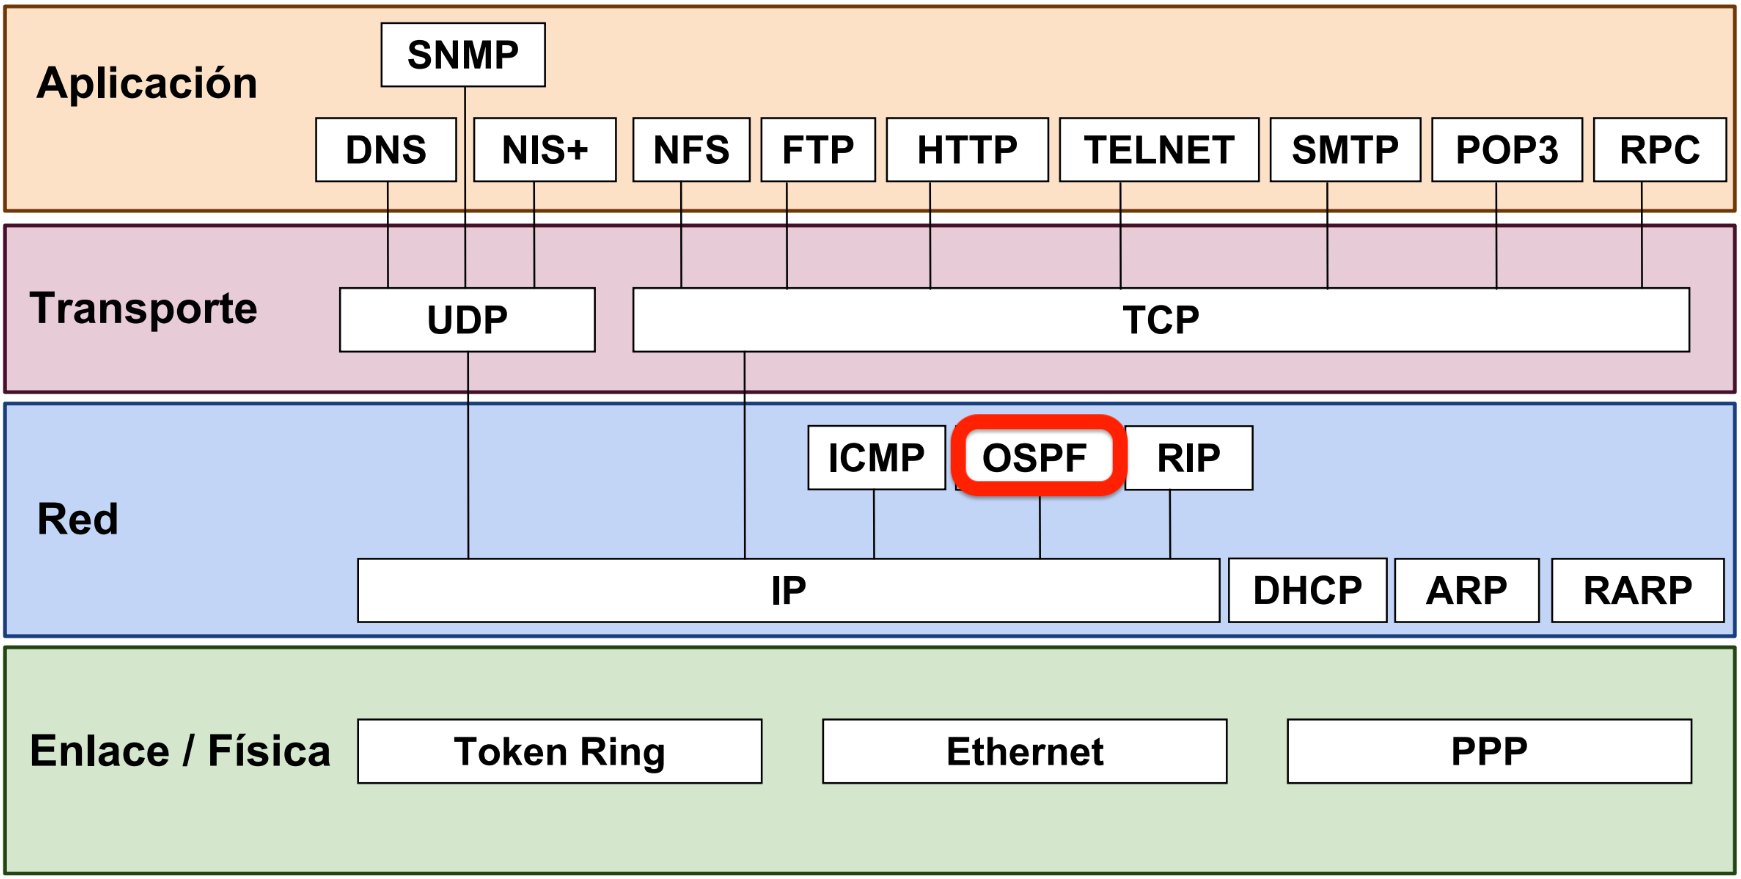 Aplicación
SNMP
DNS
NIS+
NFS
FTP
HTTP
TELNET
SMTP
POP3
RPC
Transporte
UDP
TCP
Red
ICMP
OSPF
RIP
IP
DHCP
ARP
RARP
Enlace / Física
Token Ring
Ethernet
PPP